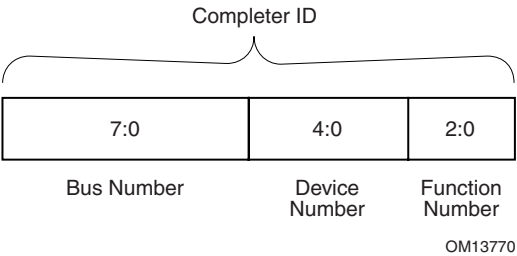 Completer ID
7:0 4:0 2:0
Bus Number Device Function
Number Number
OM13770